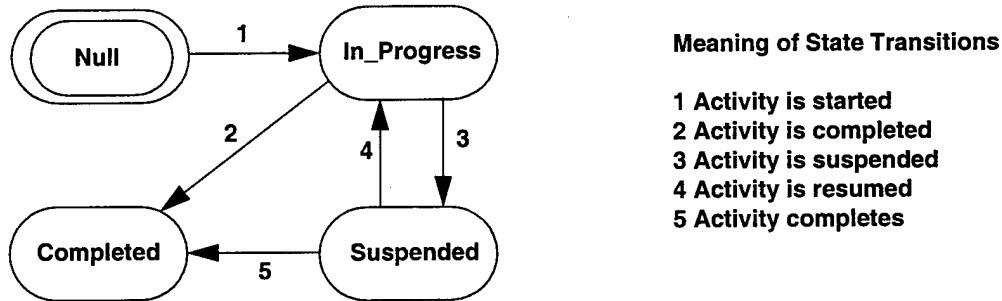 1
Null
In_Progress
Meaning of State Transitions
1 Activity is started
2 Activity is completed
3 Activity is suspended
4 Activity is resumed
5 Activity completes
2
4
3
Completed
Suspended
5